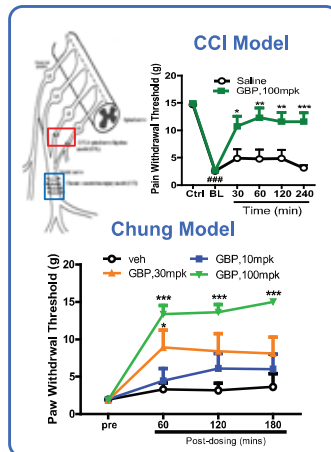 CCI Model
Saline
GBP,100mpk
Pain Withdrawal Threshold (g)
20
15
10
5
0
*
**
**
***
###
Ctrl
BL
30
60
120
240
Time (min)
Chung Model
veh
GBP,10mpk
GBP,30mpk
GBP,100mpk
Paw Withdrwal Threshold (g)
20
15
10
5
0
***
***
***
*
pre
60
120
180
Post-dosing (mins)